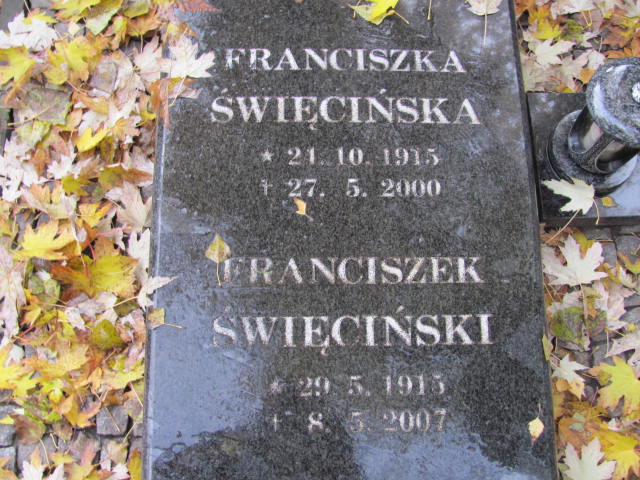 FRANCISZKA
ŚWIĘCIŃSKA
★ 21. 10. 1915
† 27. 5. 2000
FRANCISZEK
ŚWIĘCIŃSKI
★ 29. 5. 1915
† 8. 5. 2007